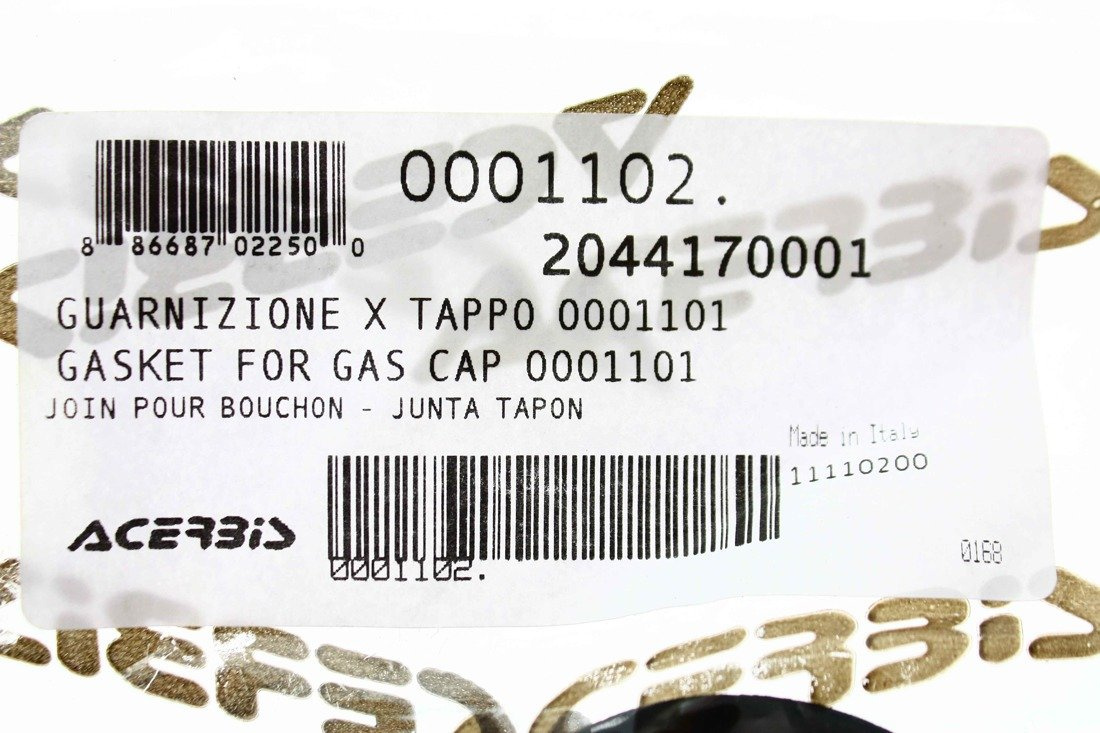 0001102.
8 86687 02250 0
2044170001
GUARNIZIONE X TAPPO 0001101
GASKET FOR GAS CAP 0001101
JOIN POUR BOUCHON - JUNTA TAPON
Made in Italy
11110200
ACERBIS
0001102.
0168
ACERBIS